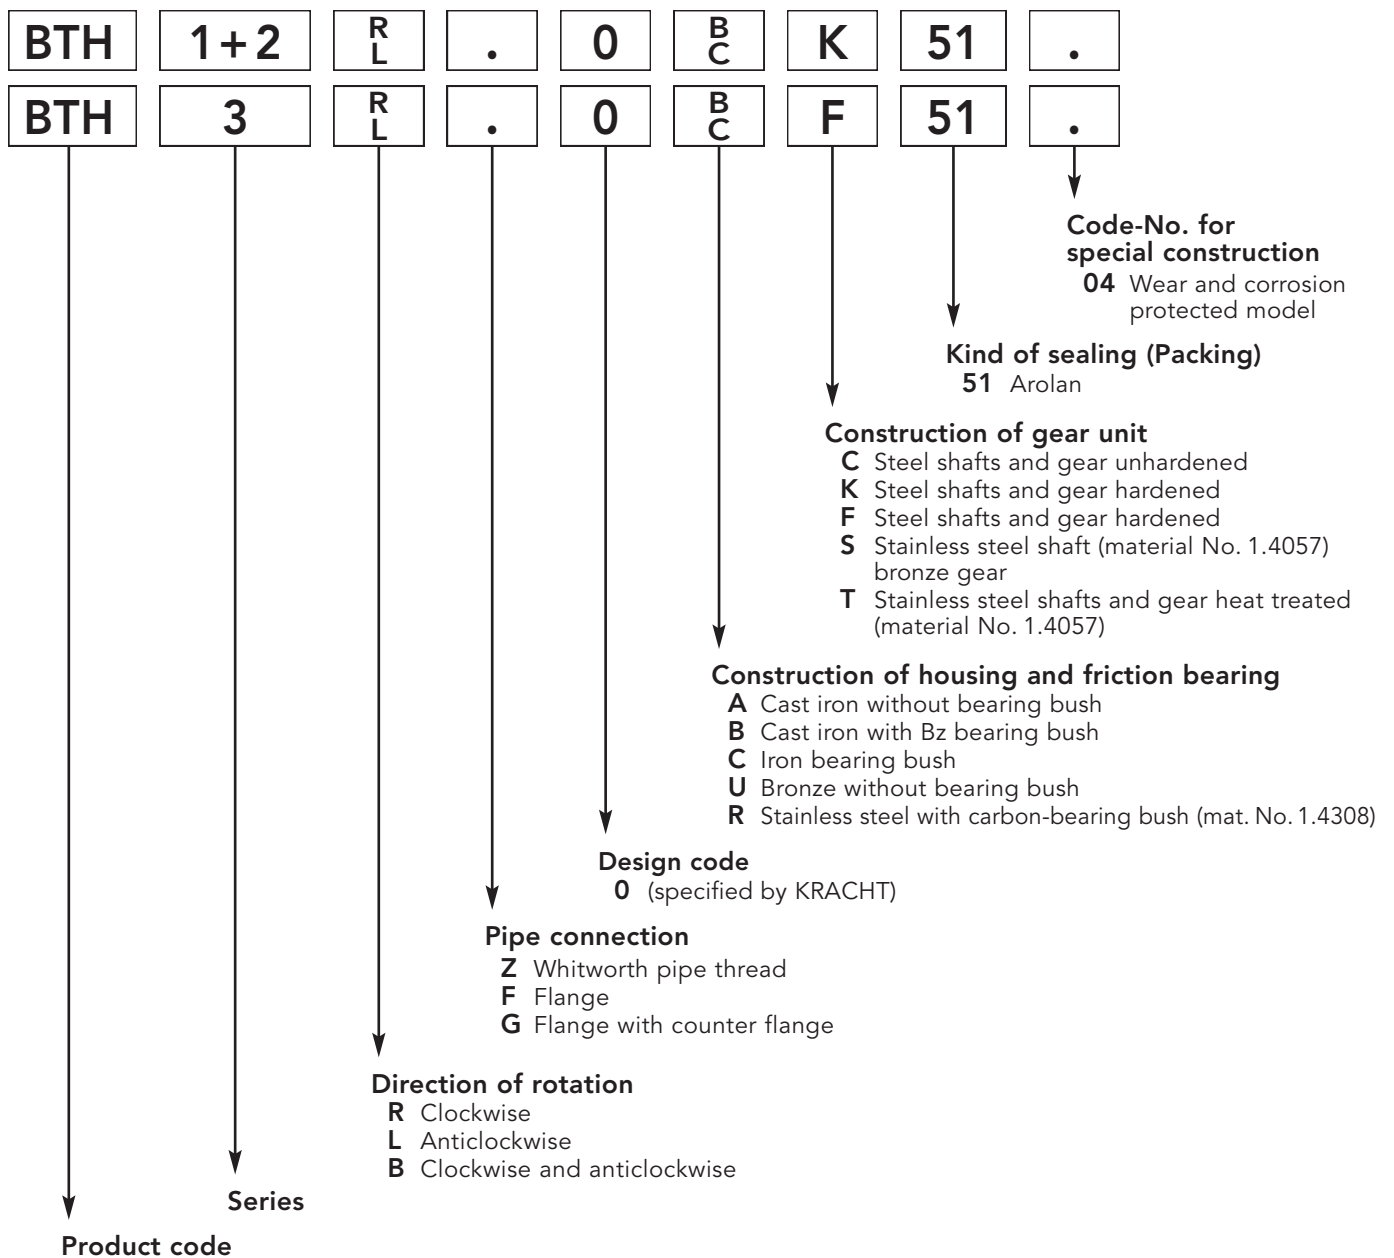 BTH 1+2 R L . 0 B C K 51 .
BTH 3 R L . 0 B C F 51 .
Code-No. for
special construction
04 Wear and corrosion
protected model
Kind of sealing (Packing)
51 Arolan
Construction of gear unit
C Steel shafts and gear unhardened
K Steel shafts and gear hardened
F Steel shafts and gear hardened
S Stainless steel shaft (material No. 1.4057)
bronze gear
T Stainless steel shafts and gear heat treated
(material No. 1.4057)
Construction of housing and friction bearing
A Cast iron without bearing bush
B Cast iron with Bz bearing bush
C Iron bearing bush
U Bronze without bearing bush
R Stainless steel with carbon-bearing bush (mat. No. 1.4308)
Design code
0 (specified by KRACHT)
Pipe connection
Z Whitworth pipe thread
F Flange
G Flange with counter flange
Direction of rotation
R Clockwise
L Anticlockwise
B Clockwise and anticlockwise
Series
Product code